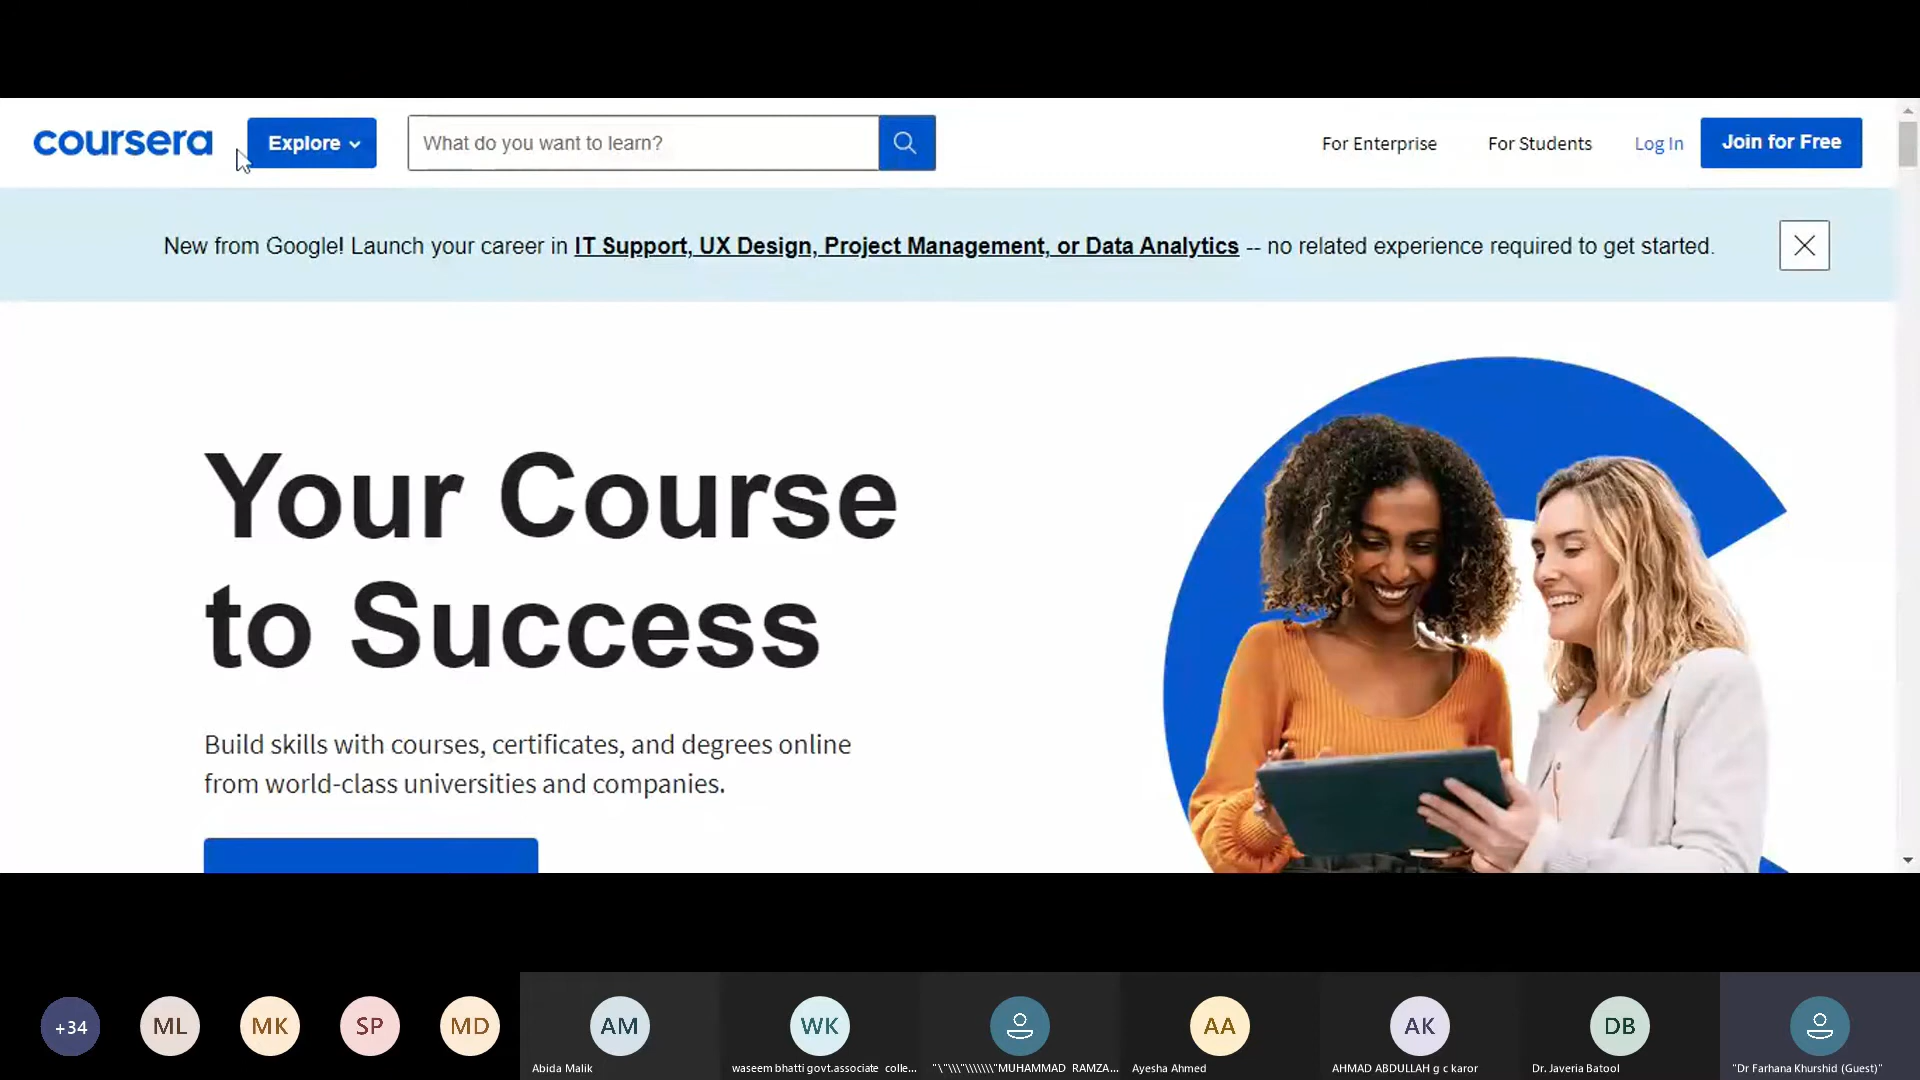 coursera
Explore
What do you want to learn?
For Enterprise
For Students
Log In
Join for Free
New from Google! Launch your career in IT Support, UX Design, Project Management, or Data Analytics -- no related experience required to get started.
Your Course
to Success
Build skills with courses, certificates, and degrees online
from world-class universities and companies.
+34
ML
MK
SP
MD
AM
Abida Malik
WK
waseem bhatti govt.associate colle...
"\"\\\"\\\\\\\"MUHAMMAD RAMZA...
AA
Ayesha Ahmed
AK
AHMAD ABDULLAH g c karor
DB
Dr. Javeria Batool
"Dr Farhana Khurshid (Guest)"